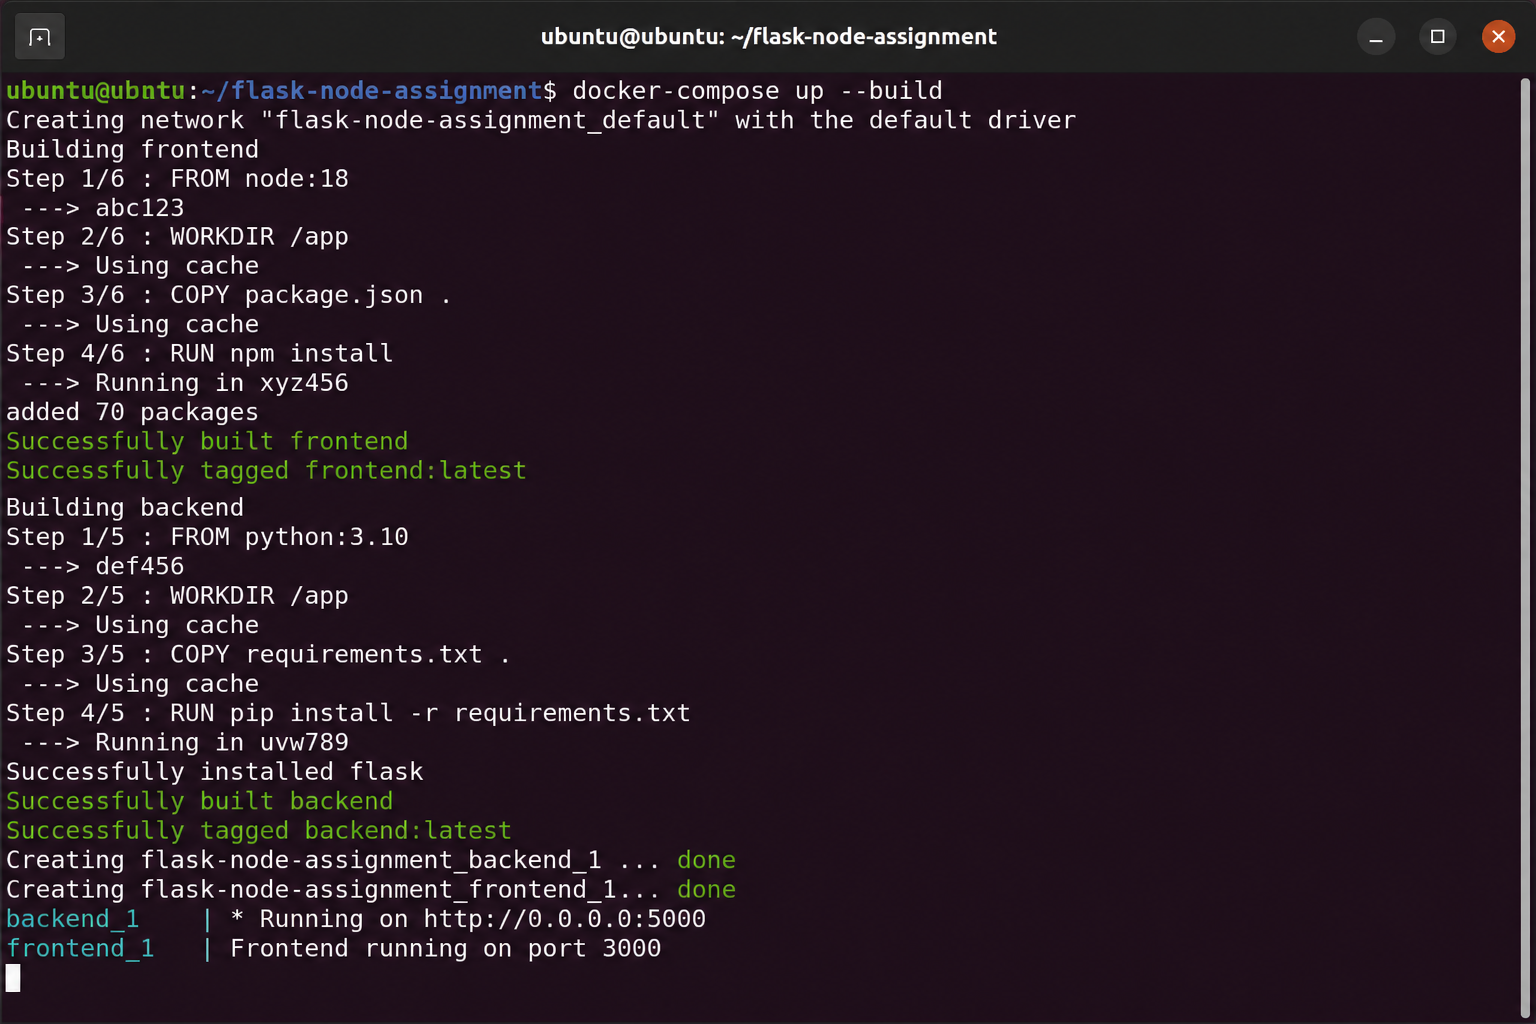 ubuntu@ubuntu: ~/flask-node-assignment
ubuntu@ubntu:~/flask-node-assignment$ docker-compose up --build
Creating network "flask-node-assignment_default" with the default driver
Building frontend
Step 1/6 : FROM node:18
 ---> abc123
Step 2/6 : WORKDIR /app
 ---> Using cache
Step 3/6 : COPY package.json .
 ---> Using cache
Step 4/6 : RUN npm install
 ---> Running in xyz456
added 70 packages
Successfully built frontend
Successfully tagged frontend:latest
Building backend
Step 1/5 : FROM python:3.10
 ---> def456
Step 2/5 : WORKDIR /app
 ---> Using cache
Step 3/5 : COPY requirements.txt .
 ---> Using cache
Step 4/5 : RUN pip install -r requirements.txt
 ---> Running in uvw789
Successfully installed flask
Successfully built backend
Successfully tagged backend:latest
Creating flask-node-assignment_backend_1 ... done
Creating flask-node-assignment_frontend_1... done
backend_1    | * Running on http://0.0.0.0:5000
frontend_1   | Frontend running on port 3000